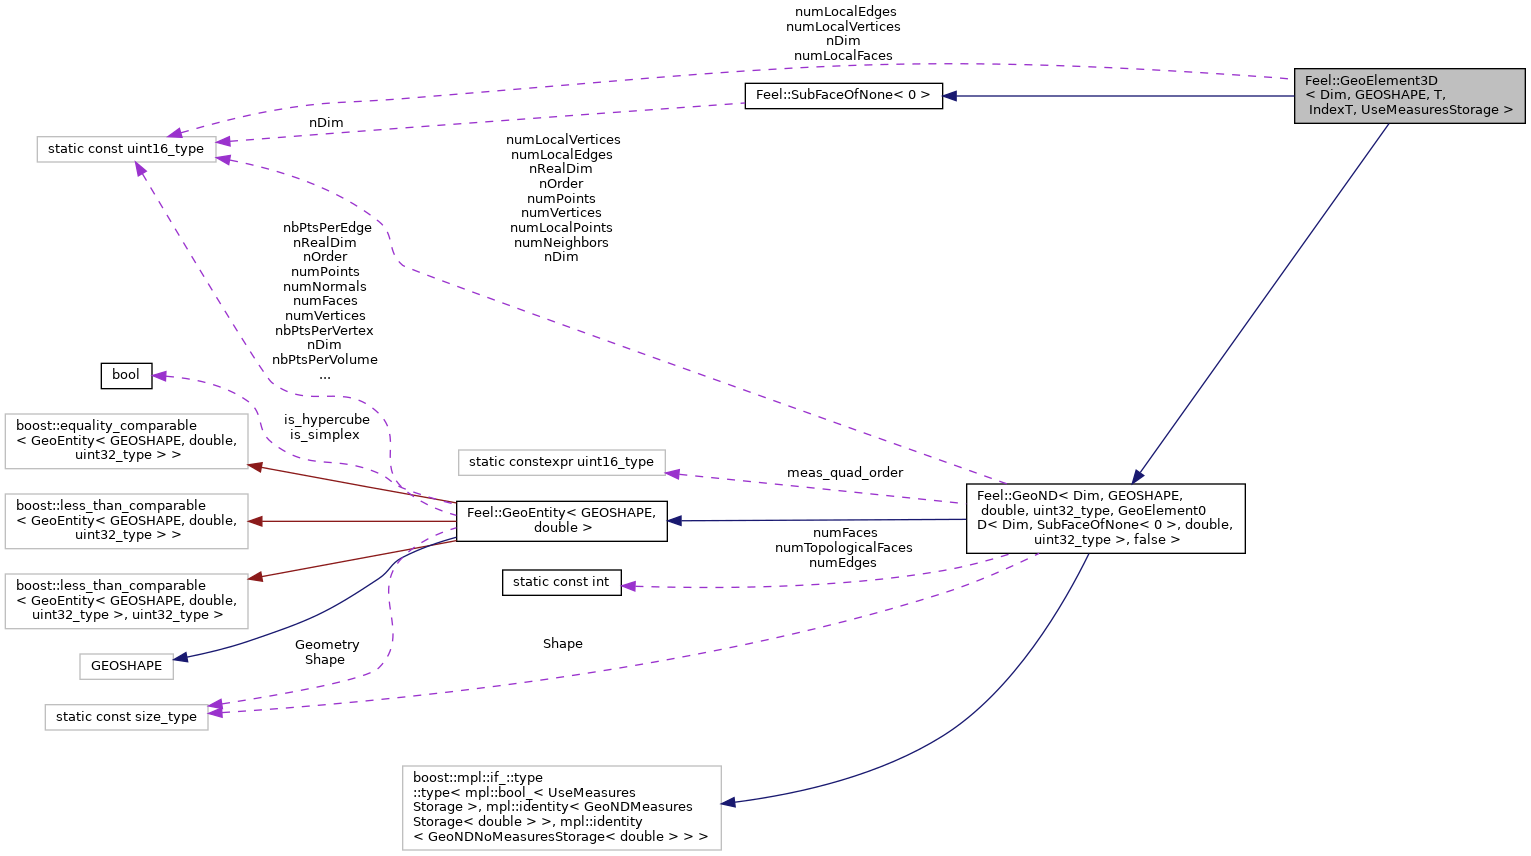 numLocalEdges
numLocalVertices
nDim
numLocalFaces
Feel::GeoElement3D
< Dim, GEOSHAPE, T,
IndexT, UseMeasuresStorage >
Feel::SubFaceOfNone< 0 >
nDim
static const uint16_type
numLocalVertices
numLocalEdges
nRealDim
nOrder
numPoints
numVertices
numLocalPoints
numNeighbors
nDim
nbPtsPerEdge
nRealDim
nOrder
numPoints
numNormals
numFaces
numVertices
nbPtsPerVertex
nDim
nbPtsPerVolume
...
bool
is_hypercube
is_simplex
boost::equality_comparable
< GeoEntity< GEOSHAPE, double,
uint32_type > >
static constexpr uint16_type
meas_quad_order
boost::less_than_comparable
< GeoEntity< GEOSHAPE, double,
uint32_type > >
Feel::GeoEntity< GEOSHAPE,
double >
Feel::GeoND< Dim, GEOSHAPE,
double, uint32_type, GeoElement0
D< Dim, SubFaceOfNone< 0 >, double,
uint32_type >, false >
numFaces
numTopologicalFaces
numEdges
static const int
boost::less_than_comparable
< GeoEntity< GEOSHAPE, double,
uint32_type >, uint32_type >
GEOSHAPE
Geometry
Shape
Shape
static const size_type
boost::mpl::if_::type
::type< mpl::bool_< UseMeasures
Storage >, mpl::identity< GeoNDMeasures
Storage< double > >, mpl::identity
< GeoNDNoMeasuresStorage< double > > >